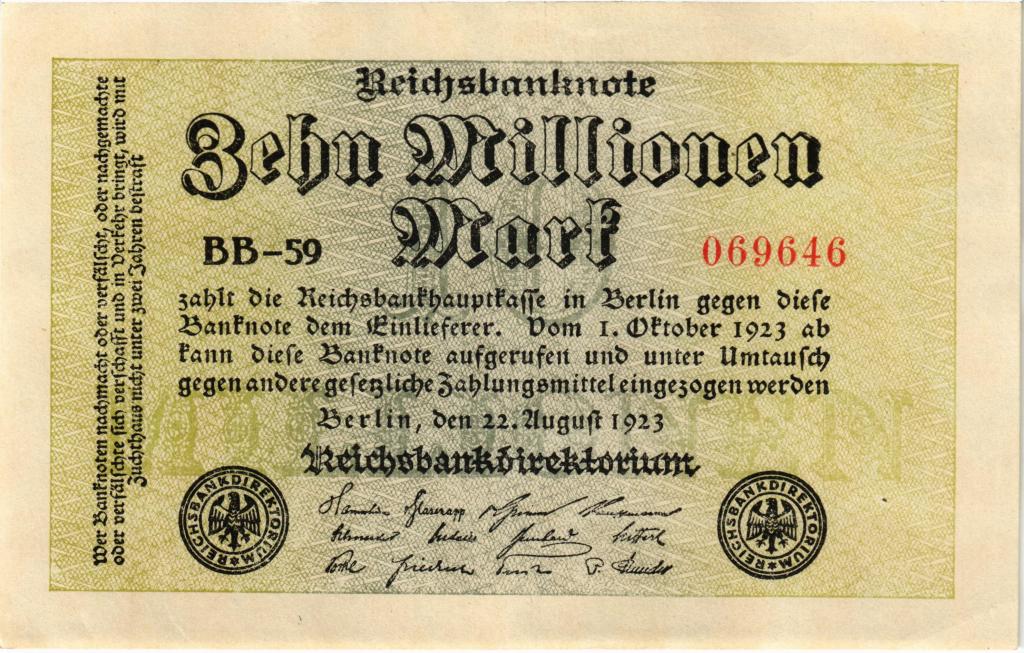 Reichsbanknote
Zehn Millionen
Mark
BB-59
069646
zahlt die Reichsbankhauptkasse in Berlin gegen diese
Banknote dem Einlieferer. Vom 1. Oktober 1923 ab
kann diese Banknote aufgerufen und unter Umtausch
gegen andere gesetzliche Zahlungsmittel eingezogen werden
Berlin, den 22. August 1923
Reichsbankdirektorium
REICHSBANKDIREKTORIUM
REICHSBANKDIREKTORIUM
Wer Banknoten nachmacht oder verfälscht, oder nachgemachte
oder verfälschte sich verschafft und in Verkehr bringt, wird mit
Zuchthaus nicht unter zwei Jahren bestraft